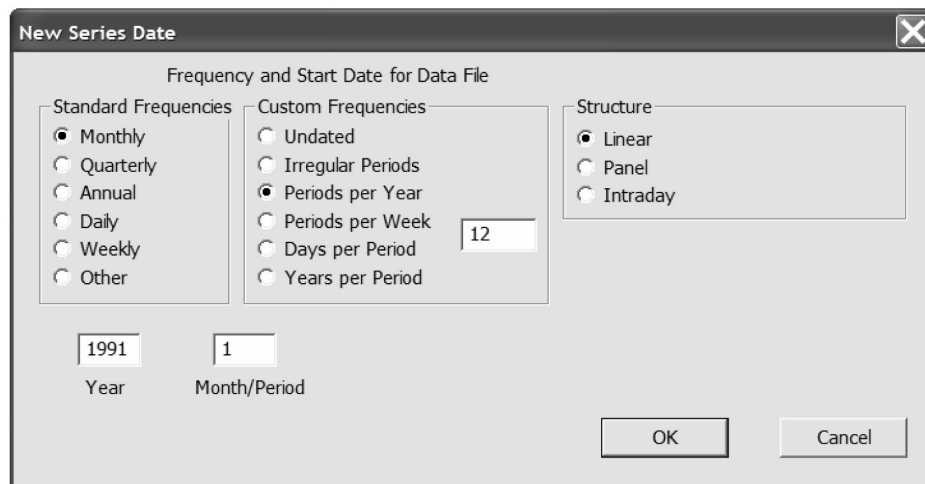 New Series Date
Frequency and Start Date for Data File
Standard Frequencies
Monthly
Quarterly
Annual
Daily
Weekly
Other
Custom Frequencies
Undated
Irregular Periods
Periods per Year
Periods per Week
Days per Period
Years per Period
12
Structure
Linear
Panel
Intraday
1991
Year
1
Month/Period
OK
Cancel